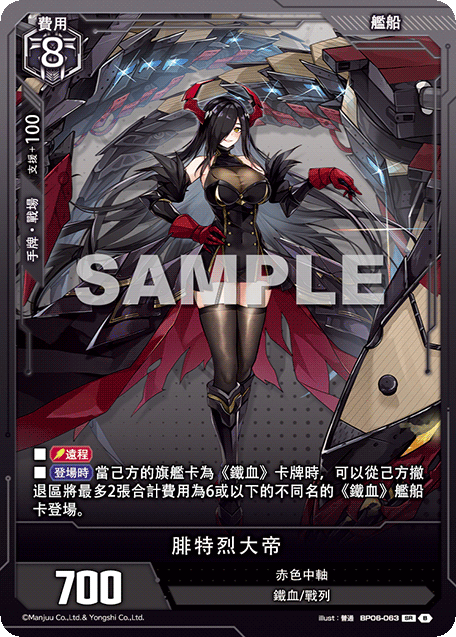 費用
8
艦船
支援+100
手牌・戰場
SAMPLE
■遠程
■登場時當己方的旗艦卡為《鐵血》卡牌時，可以從己方撤
退區將最多2張合計費用為6或以下的不同名的《鐵血》艦船
卡登場。
腓特烈大帝
700
赤色中軸
鐵血/戰列
©Manjuu Co.,Ltd.& Yongshi Co.,Ltd.
illust：營通 BP06-063 SR B